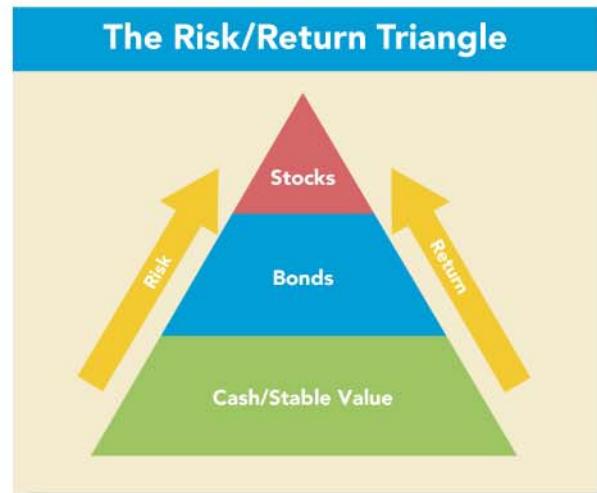 The Risk/Return Triangle
Stocks
Risk
Return
Bonds
Cash/Stable Value